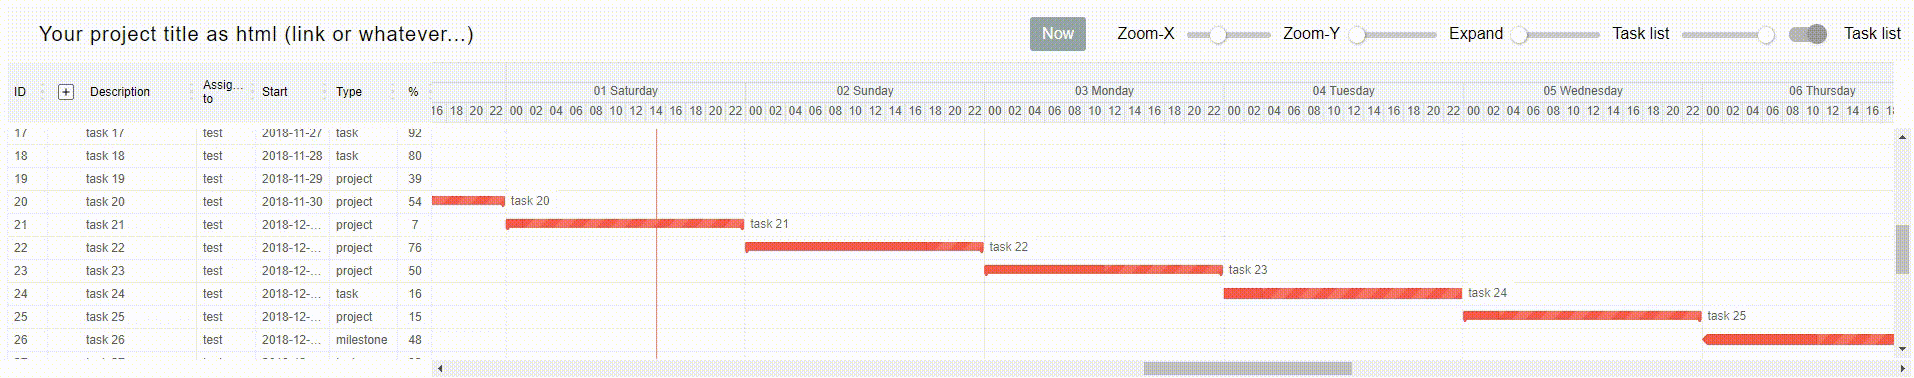 Your project title as html (link or whatever...) Now Zoom-X Zoom-Y Expand Task list Task list
01 Saturday 02 Sunday 03 Monday 04 Tuesday 05 Wednesday 06 Thursday
ID + Description Assig... to Start Type %
16 18 20 22 00 02 04 06 08 10 12 14 16 18 20 22 00 02 04 06 08 10 12 14 16 18 20 22 00 02 04 06 08 10 12 14 16 18 20 22 00 02 04 06 08 10 12 14 16 18 20 22 00 02 04 06 08 10 12 14 16 18 20 22 00 02 04 06 08 10 12 14 16
17 task 17 test 2018-11-27 task 92
18 task 18 test 2018-11-28 task 80
19 task 19 test 2018-11-29 project 39
20 task 20 test 2018-11-30 project 54 task 20
21 task 21 test 2018-12-... project 7 task 21
22 task 22 test 2018-12-... project 76 task 22
23 task 23 test 2018-12-... project 50 task 23
24 task 24 test 2018-12-... task 16 task 24
25 task 25 test 2018-12-... project 15 task 25
26 task 26 test 2018-12-... milestone 48